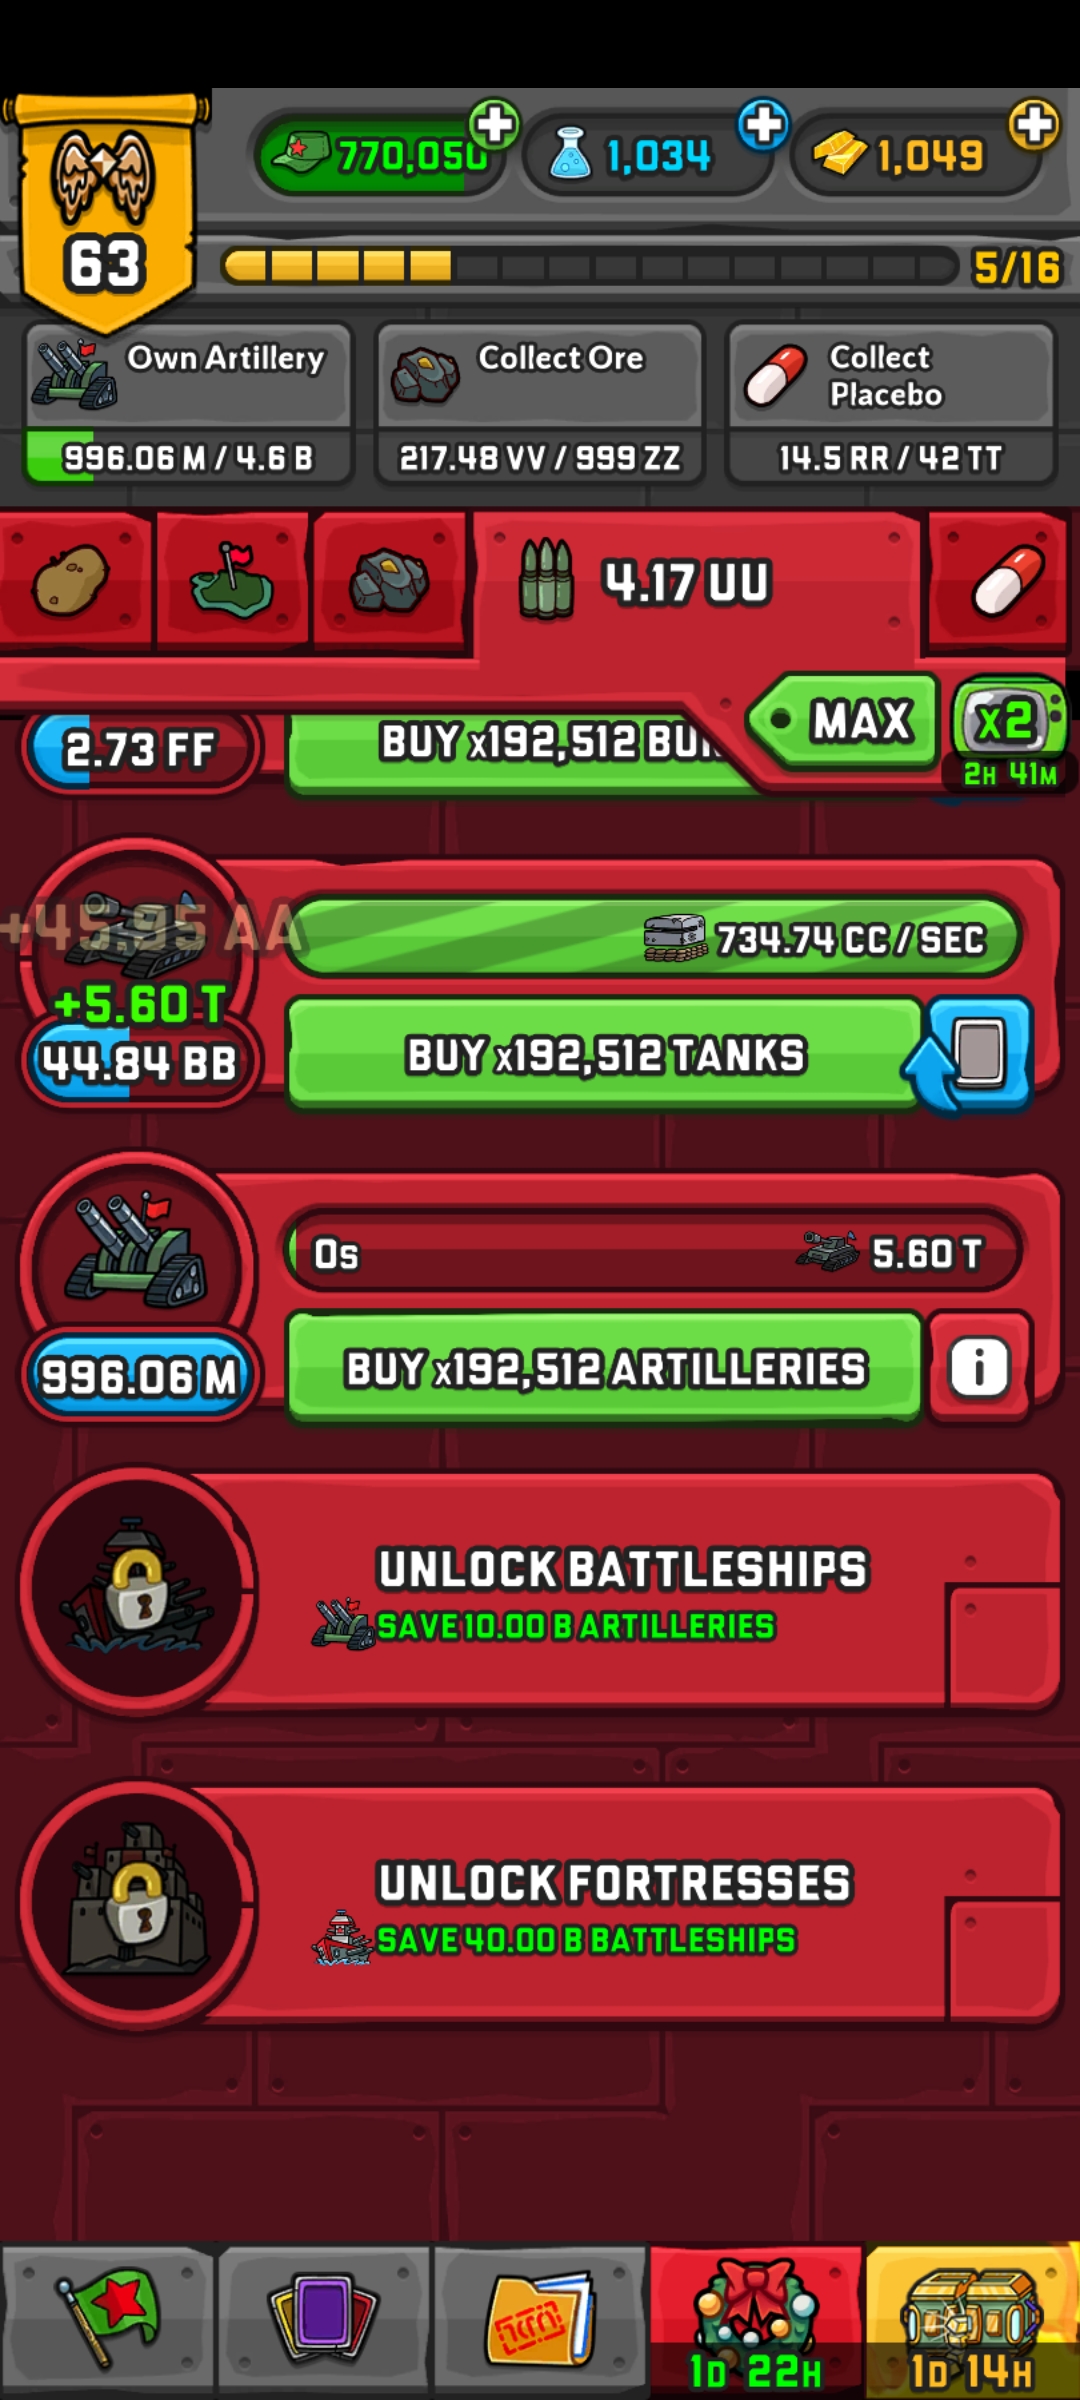 770,050
1,034
1,049
63
5/16
Own Artillery
996.06 M / 4.6 B
Collect Ore
217.48 VV / 999 ZZ
Collect
Placebo
14.5 RR / 42 TT
4.17 UU
MAX
x2
2H 41M
2.73 FF
BUY x192,512
+45.95 AA
734.74 CC / SEC
+5.60 T
44.84 BB
BUY x192,512 TANKS
0s
5.60 T
996.06 M
BUY x192,512 ARTILLERIES
i
UNLOCK BATTLESHIPS
SAVE 10.00 B ARTILLERIES
UNLOCK FORTRESSES
SAVE 40.00 B BATTLESHIPS
1D 22H
1D 14H